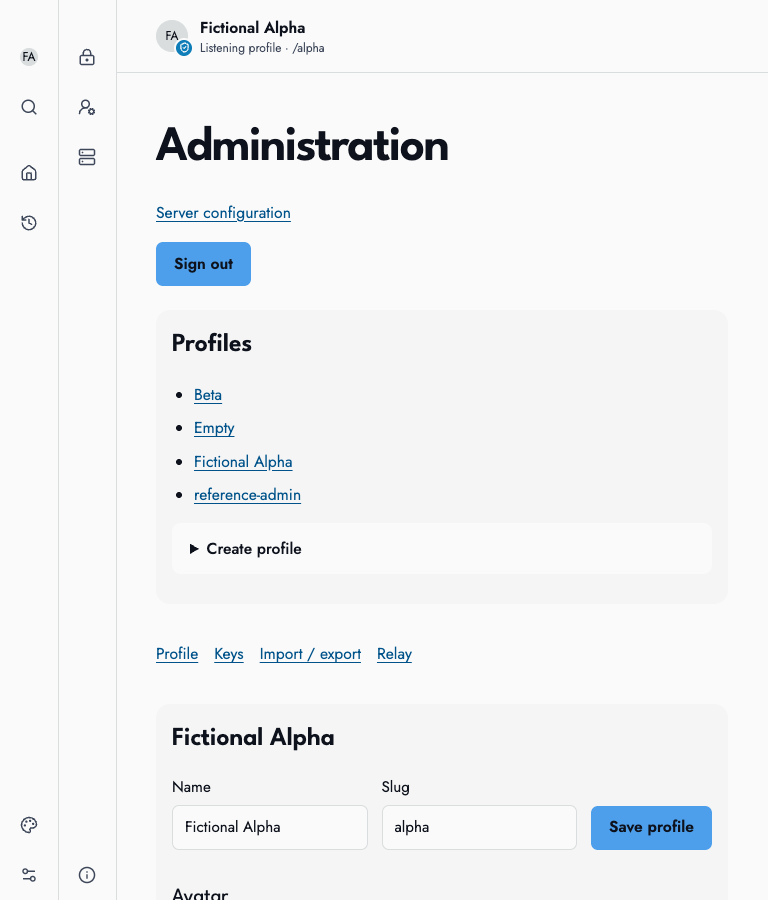 FA
FA
Fictional Alpha
Listening profile · /alpha
Administration
Server configuration
Sign out
Profiles
Beta
Empty
Fictional Alpha
reference-admin
Create profile
Profile Keys Import / export Relay
Fictional Alpha
Name Slug
Fictional Alpha alpha Save profile
Avatar